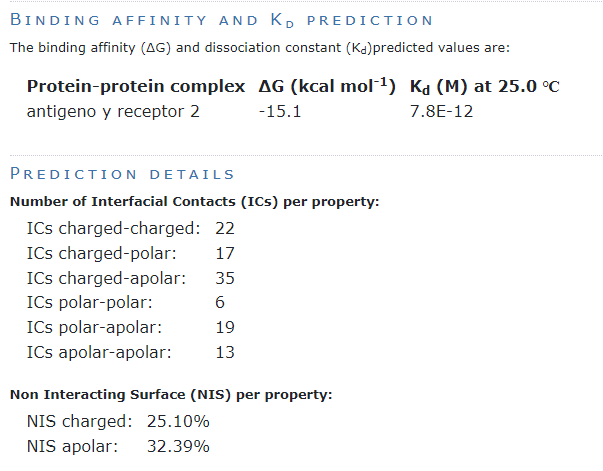 BINDING AFFINITY AND KD PREDICTION
The binding affinity (ΔG) and dissociation constant (Kd)predicted values are:
Protein-protein complex ΔG (kcal mol-1) Kd (M) at 25.0 ºC
antigeno y receptor 2 -15.1 7.8E-12
PREDICTION DETAILS
Number of Interfacial Contacts (ICs) per property:
ICs charged-charged: 22
ICs charged-polar: 17
ICs charged-apolar: 35
ICs polar-polar: 6
ICs polar-apolar: 19
ICs apolar-apolar: 13
Non Interacting Surface (NIS) per property:
NIS charged: 25.10%
NIS apolar: 32.39%